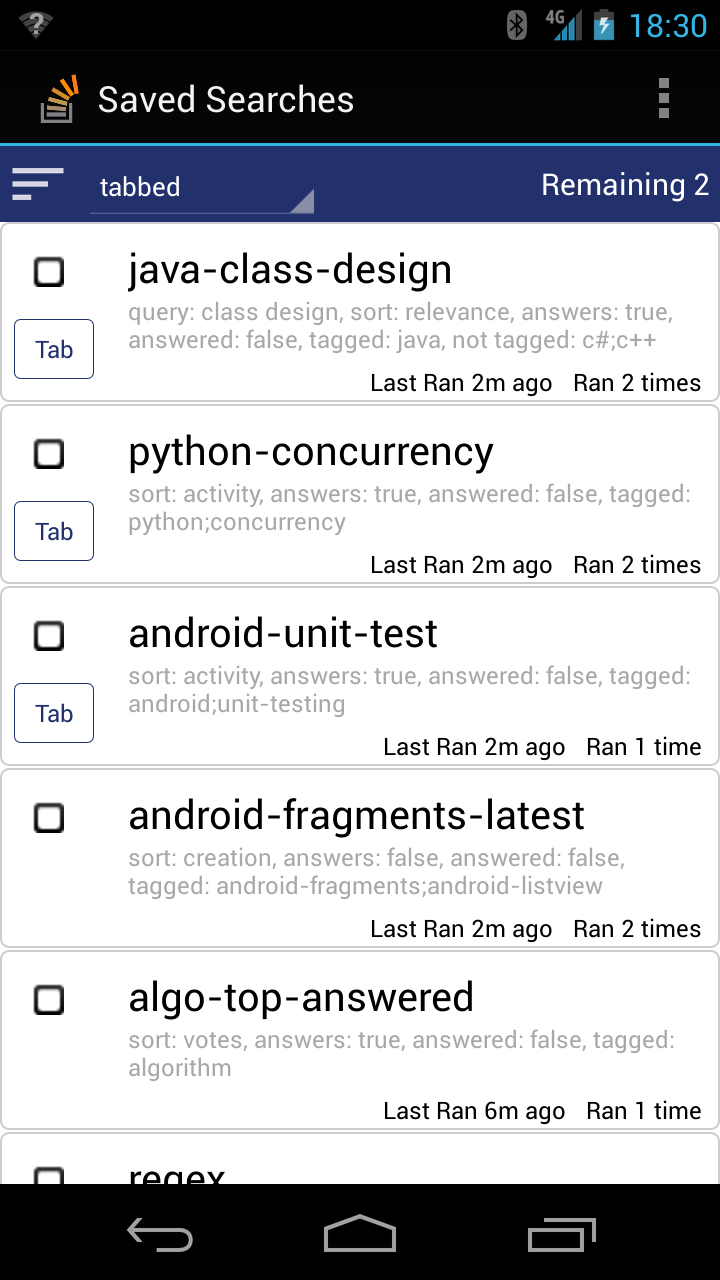 4G 18:30
Saved Searches
tabbed Remaining 2
java-class-design
query: class design, sort: relevance, answers: true,
answered: false, tagged: java, not tagged: c#;c++
Tab
Last Ran 2m ago Ran 2 times
python-concurrency
sort: activity, answers: true, answered: false, tagged:
python;concurrency
Tab
Last Ran 2m ago Ran 2 times
android-unit-test
sort: activity, answers: true, answered: false, tagged:
android;unit-testing
Tab
Last Ran 2m ago Ran 1 time
android-fragments-latest
sort: creation, answers: false, answered: false,
tagged: android-fragments;android-listview
Last Ran 2m ago Ran 2 times
algo-top-answered
sort: votes, answers: true, answered: false, tagged:
algorithm
Last Ran 6m ago Ran 1 time
regex